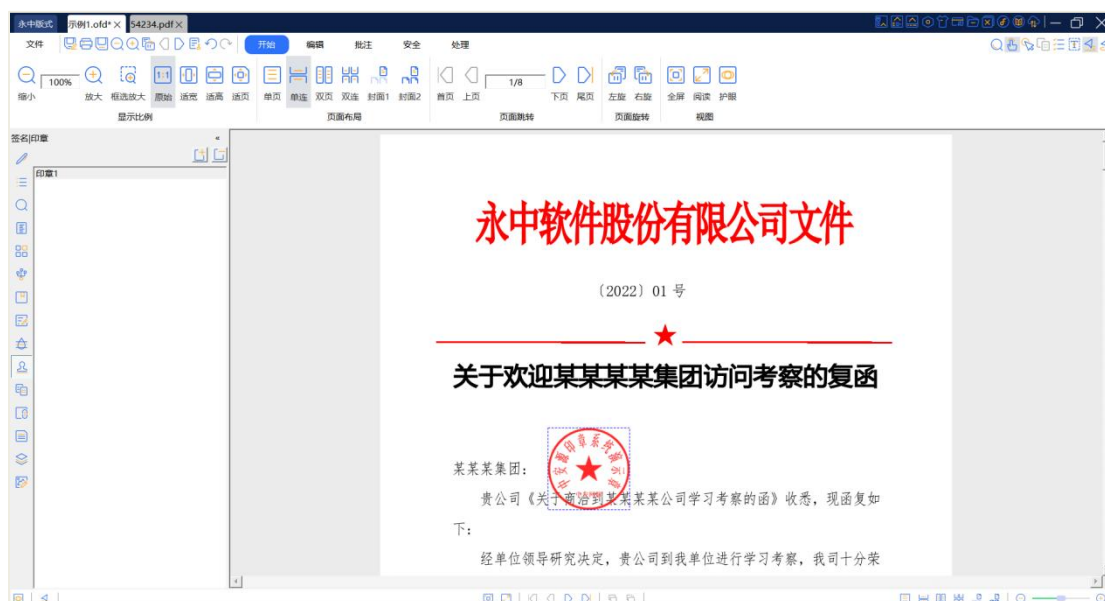 永中版式 示例1.ofd* × 54234.pdf ×
文件 开始 编辑 批注 安全 处理
100% 1:1 1/8
缩小 放大 框选放大 原始 适宽 适高 适页 单页 单连 双页 双连 封面1 封面2 首页 上页 下页 尾页 左旋 右旋 全屏 阅读 护眼
显示比例 页面布局 页面跳转 页面旋转 视图
签名|印章
印章1
永中软件股份有限公司文件
〔2022〕01 号
关于欢迎某某某某集团访问考察的复函
某某某集团：
贵公司《关于商洽到某某某某公司学习考察的函》收悉，现函复如
下：
经单位领导研究决定，贵公司到我单位进行学习考察，我司十分荣